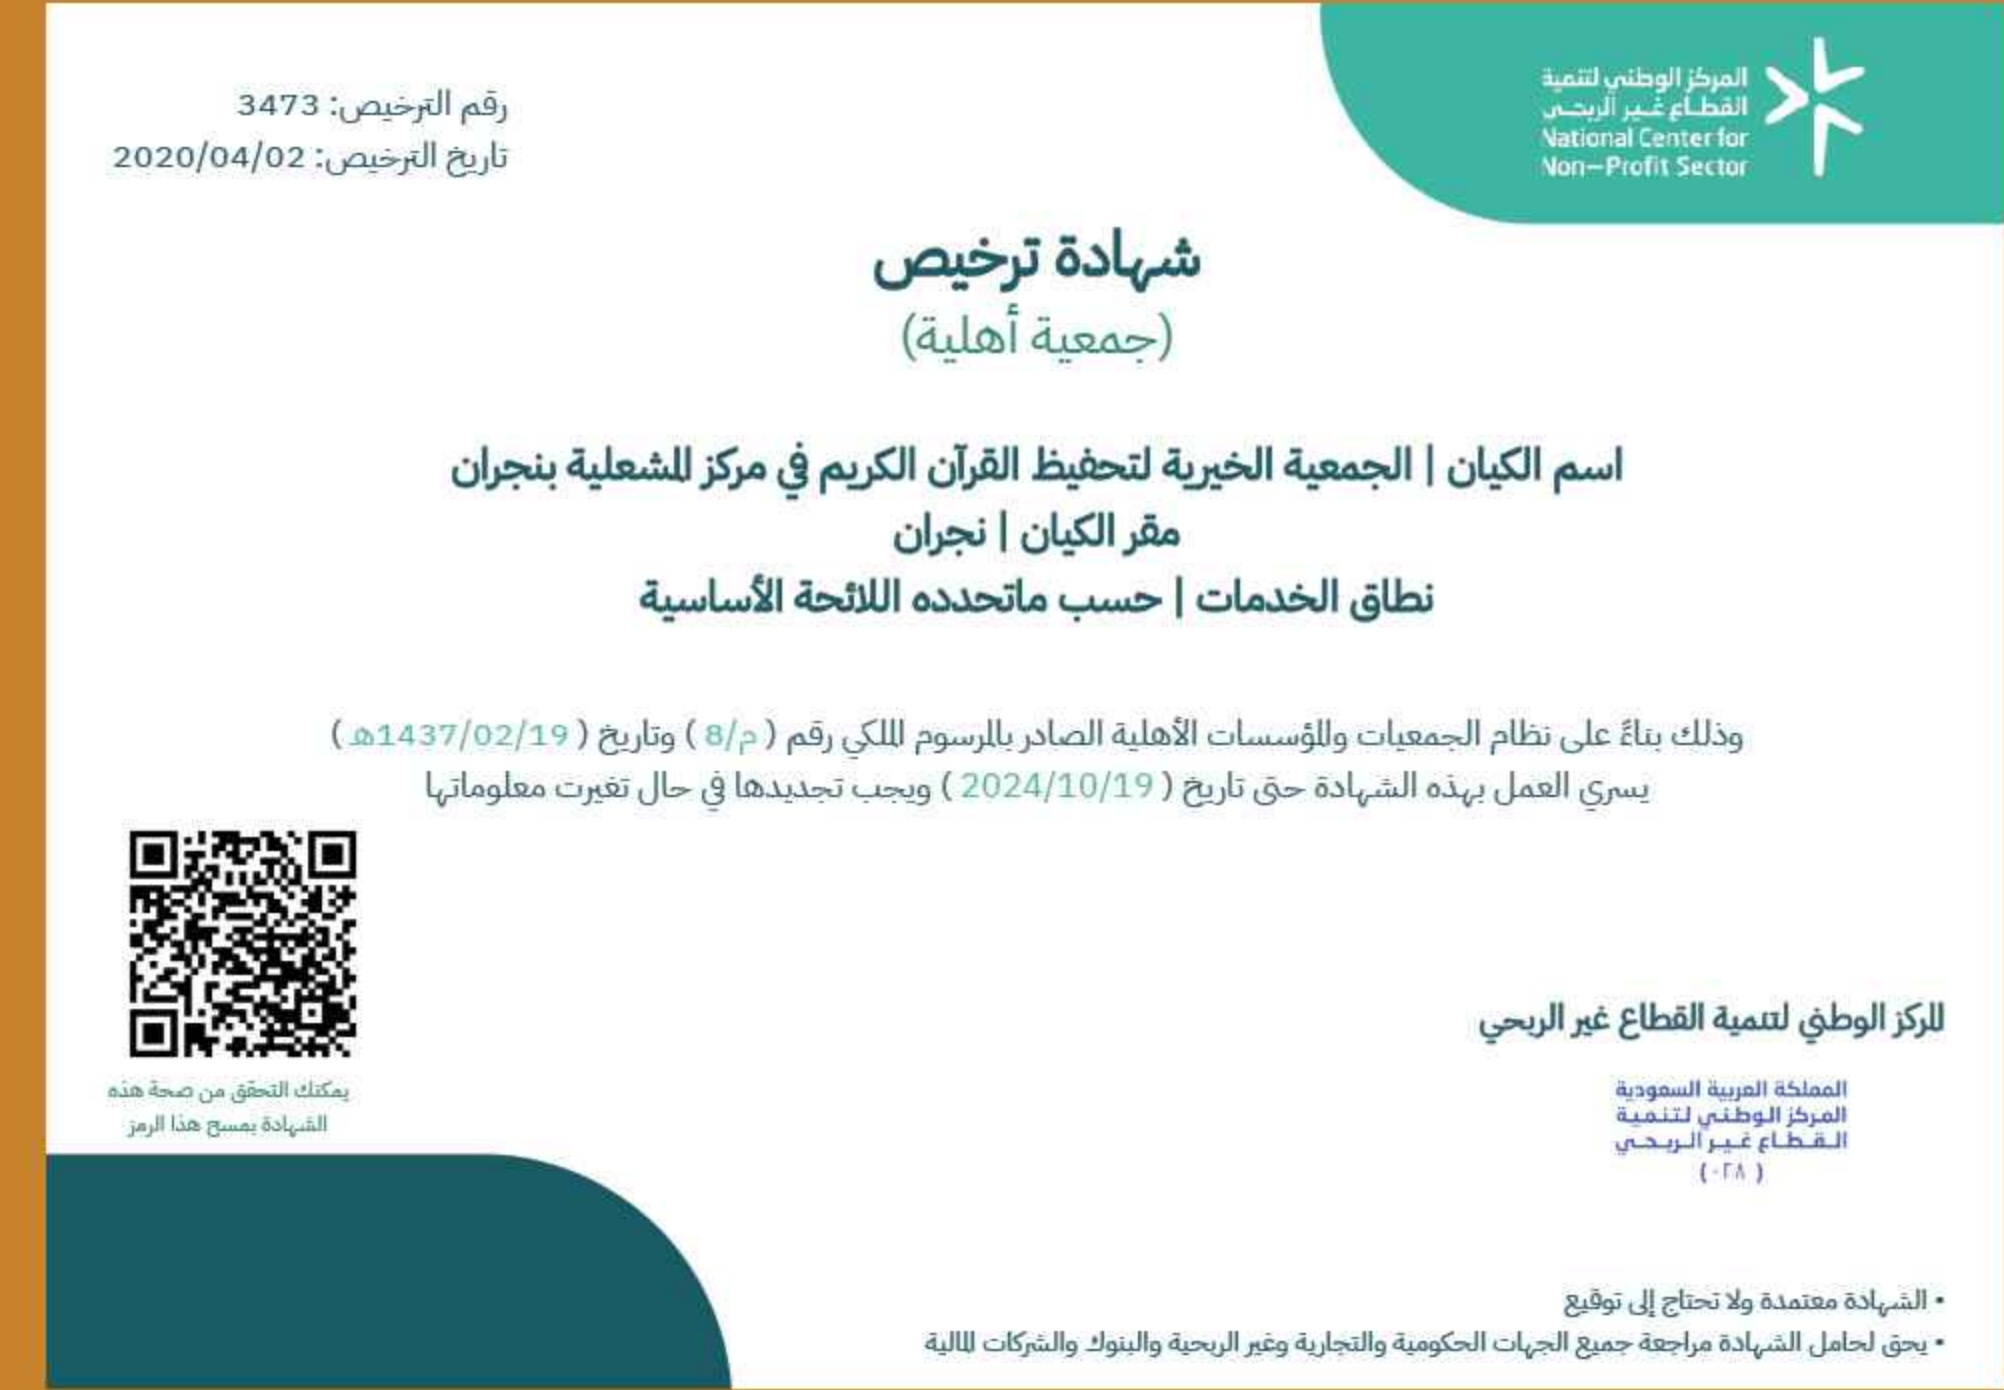 المركز الوطني لتنمية
القطاع غير الربحي
National Center for
Non-Profit Sector
رقم الترخيص: 3473
تاريخ الترخيص: 2020/04/02
شهادة ترخيص
(جمعية أهلية)
اسم الكيان | الجمعية الخيرية لتحفيظ القرآن الكريم في مركز المشعلية بنجران
مقر الكيان | نجران
نطاق الخدمات | حسب ماتحدده اللائحة الأساسية
وذلك بناءً على نظام الجمعيات والمؤسسات الأهلية الصادر بالمرسوم الملكي رقم ( م/8 ) وتاريخ ( 1437/02/19هـ )
يسري العمل بهذه الشهادة حتى تاريخ ( 2024/10/19 ) ويجب تجديدها في حال تغيرت معلوماتها
يمكنك التحقق من صحة هذه
الشهادة بمسح هذا الرمز
المركز الوطني لتنمية القطاع غير الربحي
المملكة العربية السعودية
المركز الوطني لتنمية
القطاع غير الربحي
( ٠٢٨ )
• الشهادة معتمدة ولا تحتاج إلى توقيع
• يحق لحامل الشهادة مراجعة جميع الجهات الحكومية والتجارية وغير الربحية والبنوك والشركات المالية